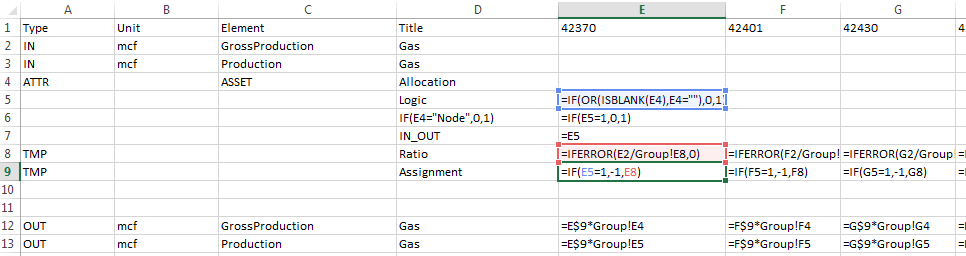 A B C D E F G
1 Type Unit Element Title 42370 42401 42430 4
2 IN mcf GrossProduction Gas
3 IN mcf Production Gas
4 ATTR ASSET Allocation
5 Logic =IF(OR(ISBLANK(E4),E4=""),0,1
6 IF(E4="Node",0,1) =IF(E5=1,0,1)
7 IN_OUT =E5
8 TMP Ratio =IFERROR(E2/Group!E8,0) =IFERROR(F2/Group! =IFERROR(G2/Group =
9 TMP Assignment =IF(E5=1,-1,E8) =IF(F5=1,-1,F8) =IF(G5=1,-1,G8) =
10
11
12 OUT mcf GrossProduction Gas =E$9*Group!E4 =F$9*Group!F4 =G$9*Group!G4 =
13 OUT mcf Production Gas =E$9*Group!E5 =F$9*Group!F5 =G$9*Group!G5 =